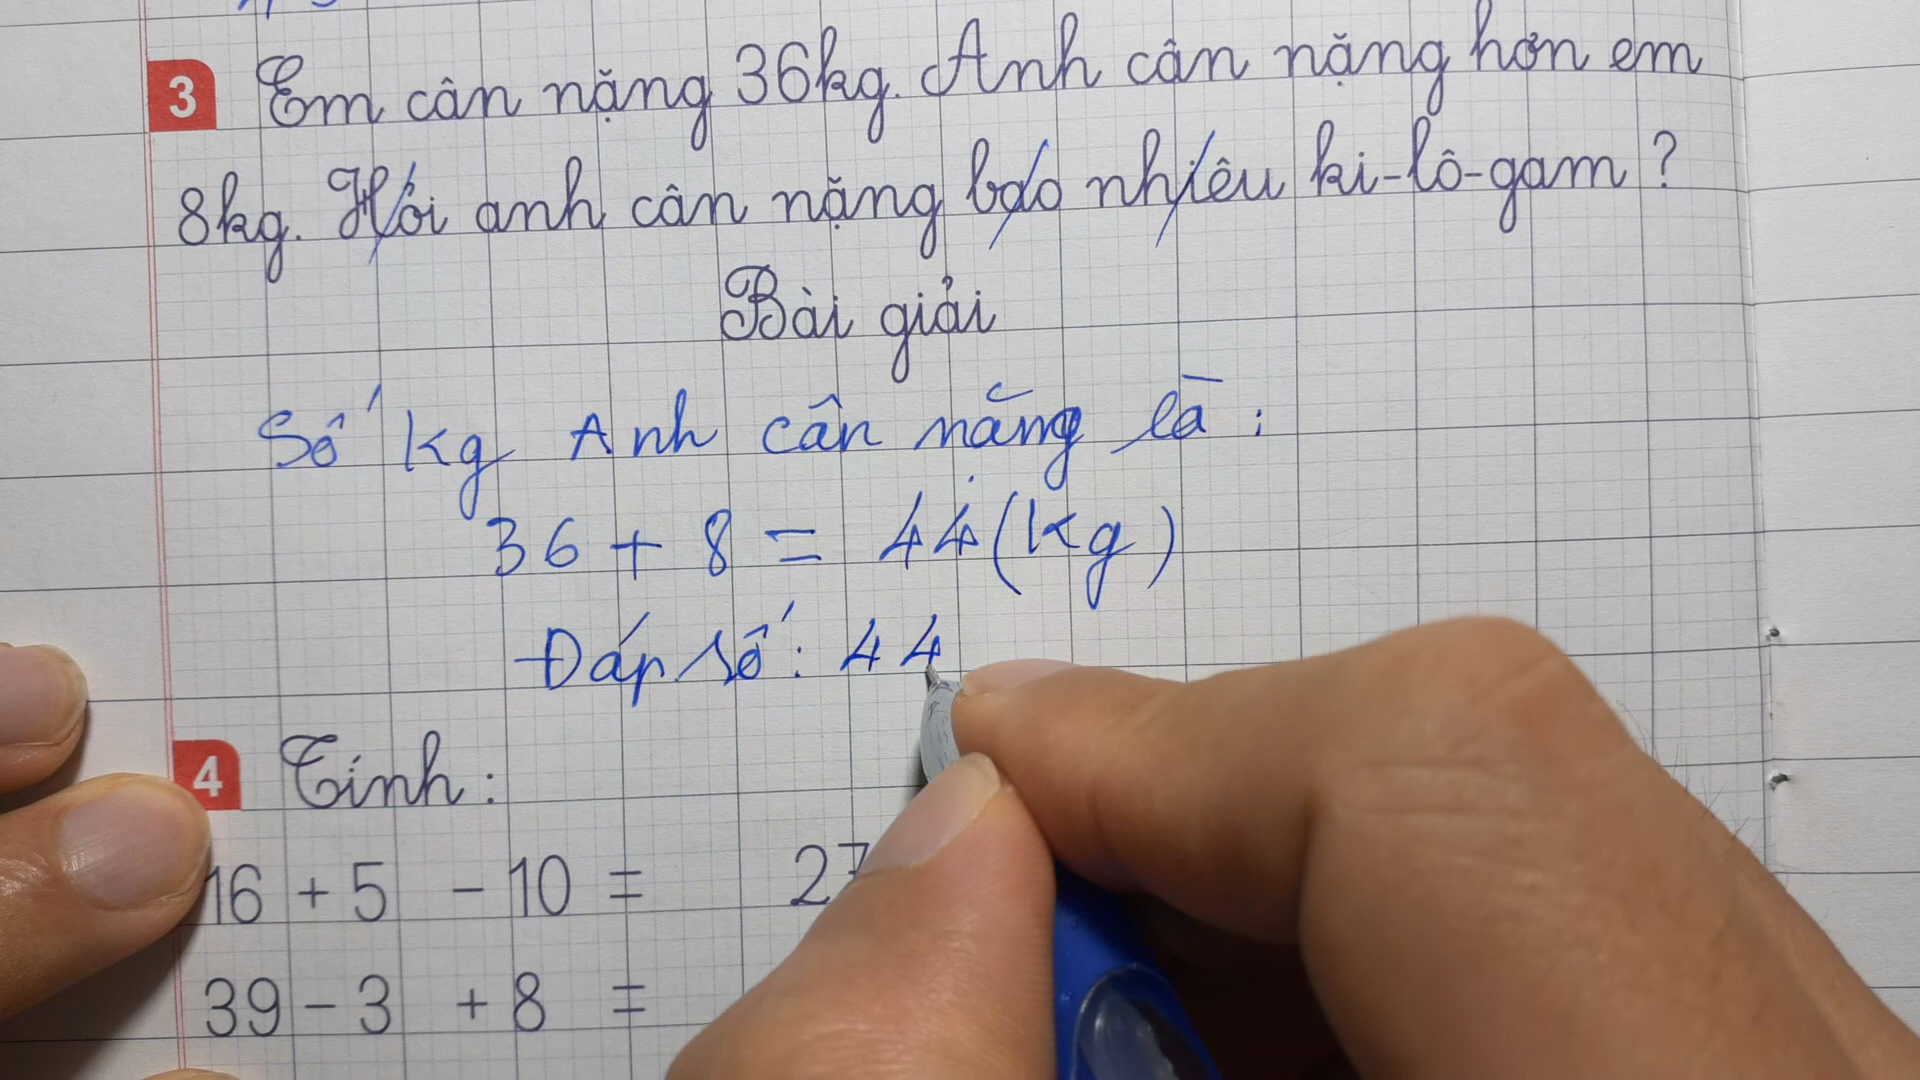 3 Em cân nặng 36kg. Anh cân nặng hơn em
8kg. Hỏi anh cân nặng bao nhiêu ki-lô-gam?
Bài giải
Số kg Anh cân nặng là:
36 + 8 = 44 (kg)
Đáp số: 44
4 Tính:
16 + 5 - 10 = 27
39 - 3 + 8 =